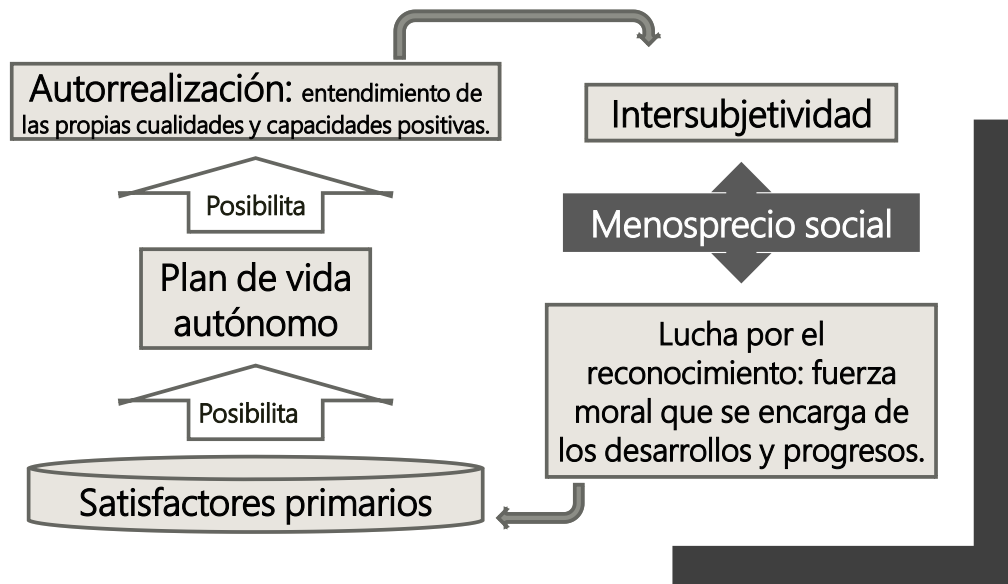 Autorrealización: entendimiento de
las propias cualidades y capacidades positivas.
Posibilita
Plan de vida
autónomo
Posibilita
Satisfactores primarios
Intersubjetividad
Menosprecio social
Lucha por el
reconocimiento: fuerza
moral que se encarga de
los desarrollos y progresos.